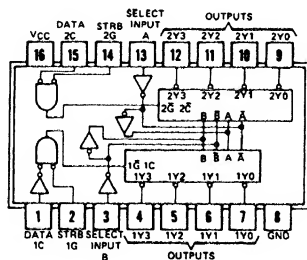 DATA STRB SELECT INPUT OUTPUTS
VCC 2C 2G A 2Y3 2Y2 2Y1 2Y0
16 15 14 13 12 11 10 9
2Y3 2Y2 2Y1 2Y0
2G̅ 2C̅
B B̅ A A̅
B B̅ A A̅
1G̅ 1C
1Y3 1Y2 1Y1 1Y0
1 2 3 4 5 6 7 8
DATA STRB SELECT 1Y3 1Y2 1Y1 1Y0 GND
1C 1G INPUT OUTPUTS
B